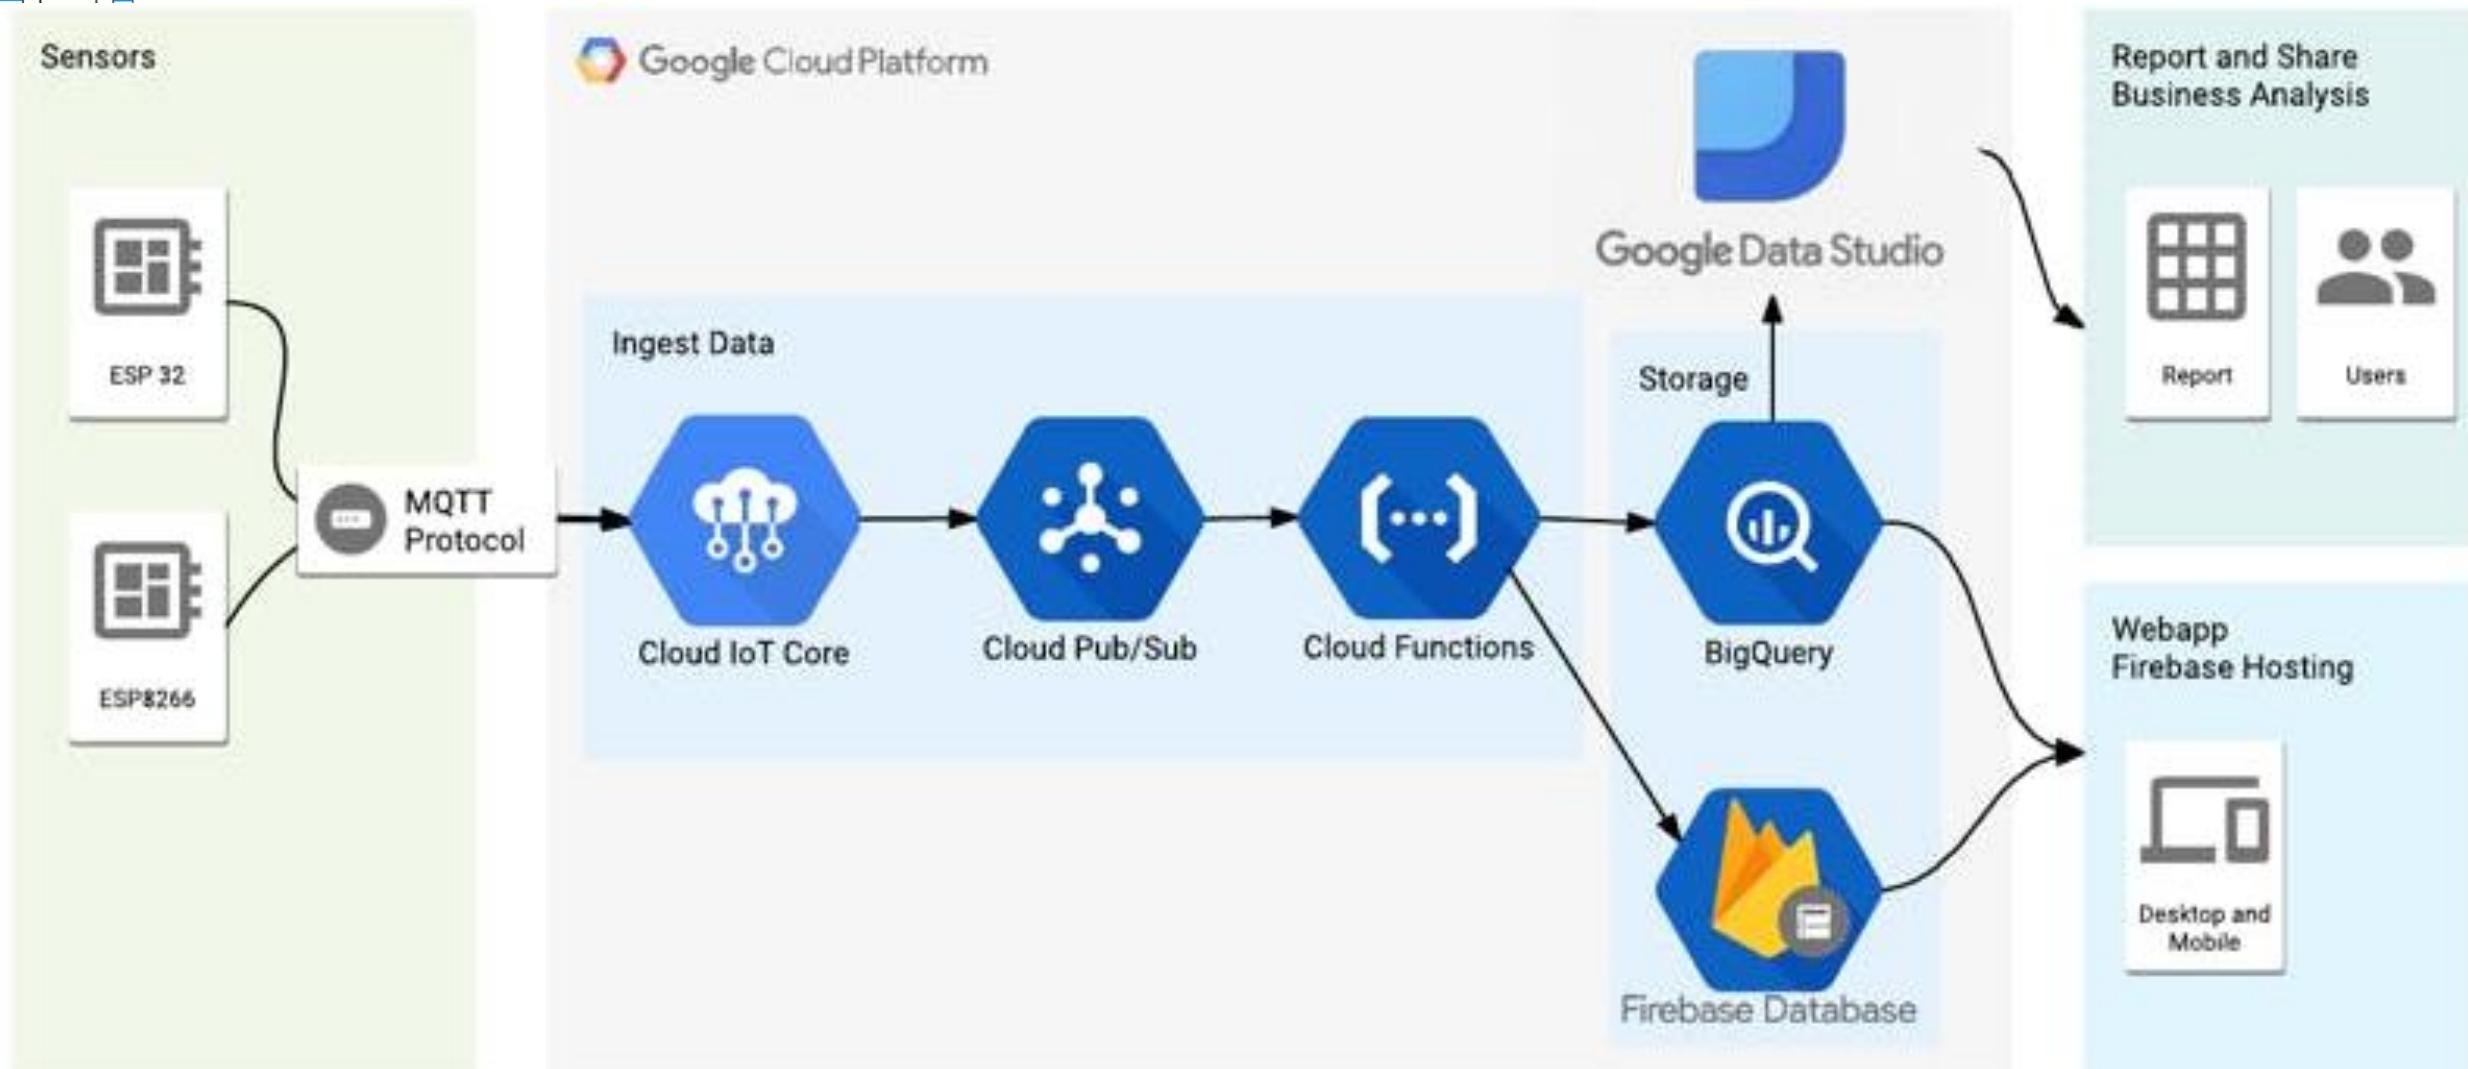 Sensors
ESP 32
ESP8266
MQTT
Protocol
Google Cloud Platform
Ingest Data
Cloud IoT Core
Cloud Pub/Sub
Cloud Functions
Google Data Studio
Storage
BigQuery
Firebase Database
Report and Share
Business Analysis
Report
Users
Webapp
Firebase Hosting
Desktop and
Mobile